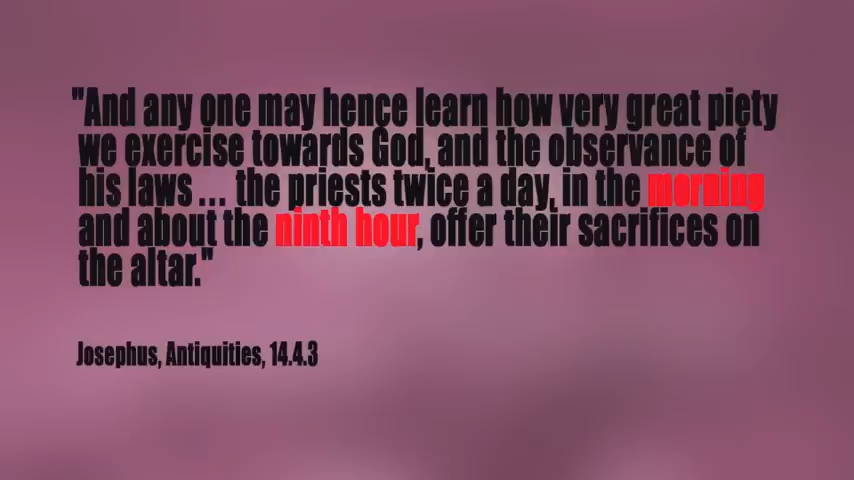 "And any one may hence learn how very great piety
we exercise towards God, and the observance of
his laws ... the priests twice a day, in the morning
and about the ninth hour, offer their sacrifices on
the altar."
Josephus, Antiquities, 14.4.3